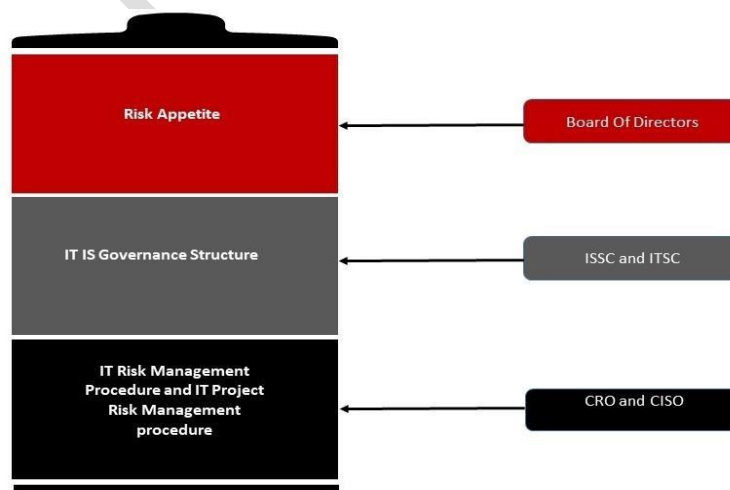 Risk Appetite
Board Of Directors
IT IS Governance Structure
ISSC and ITSC
IT Risk Management
Procedure and IT Project
Risk Management
procedure
CRO and CISO